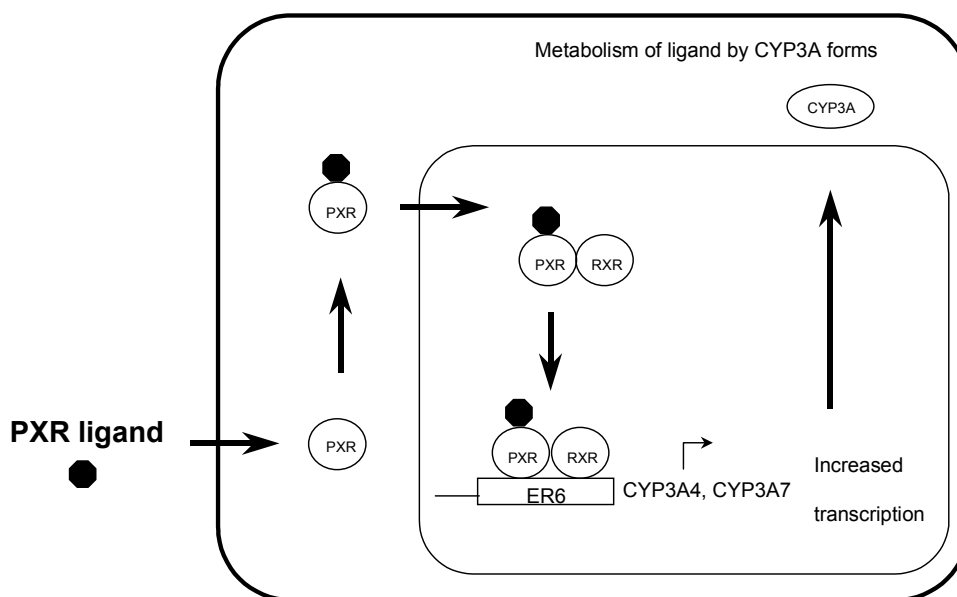 Metabolism of ligand by CYP3A forms
CYP3A
PXR
PXR RXR
PXR ligand
PXR
PXR RXR
ER6
CYP3A4, CYP3A7
Increased
transcription